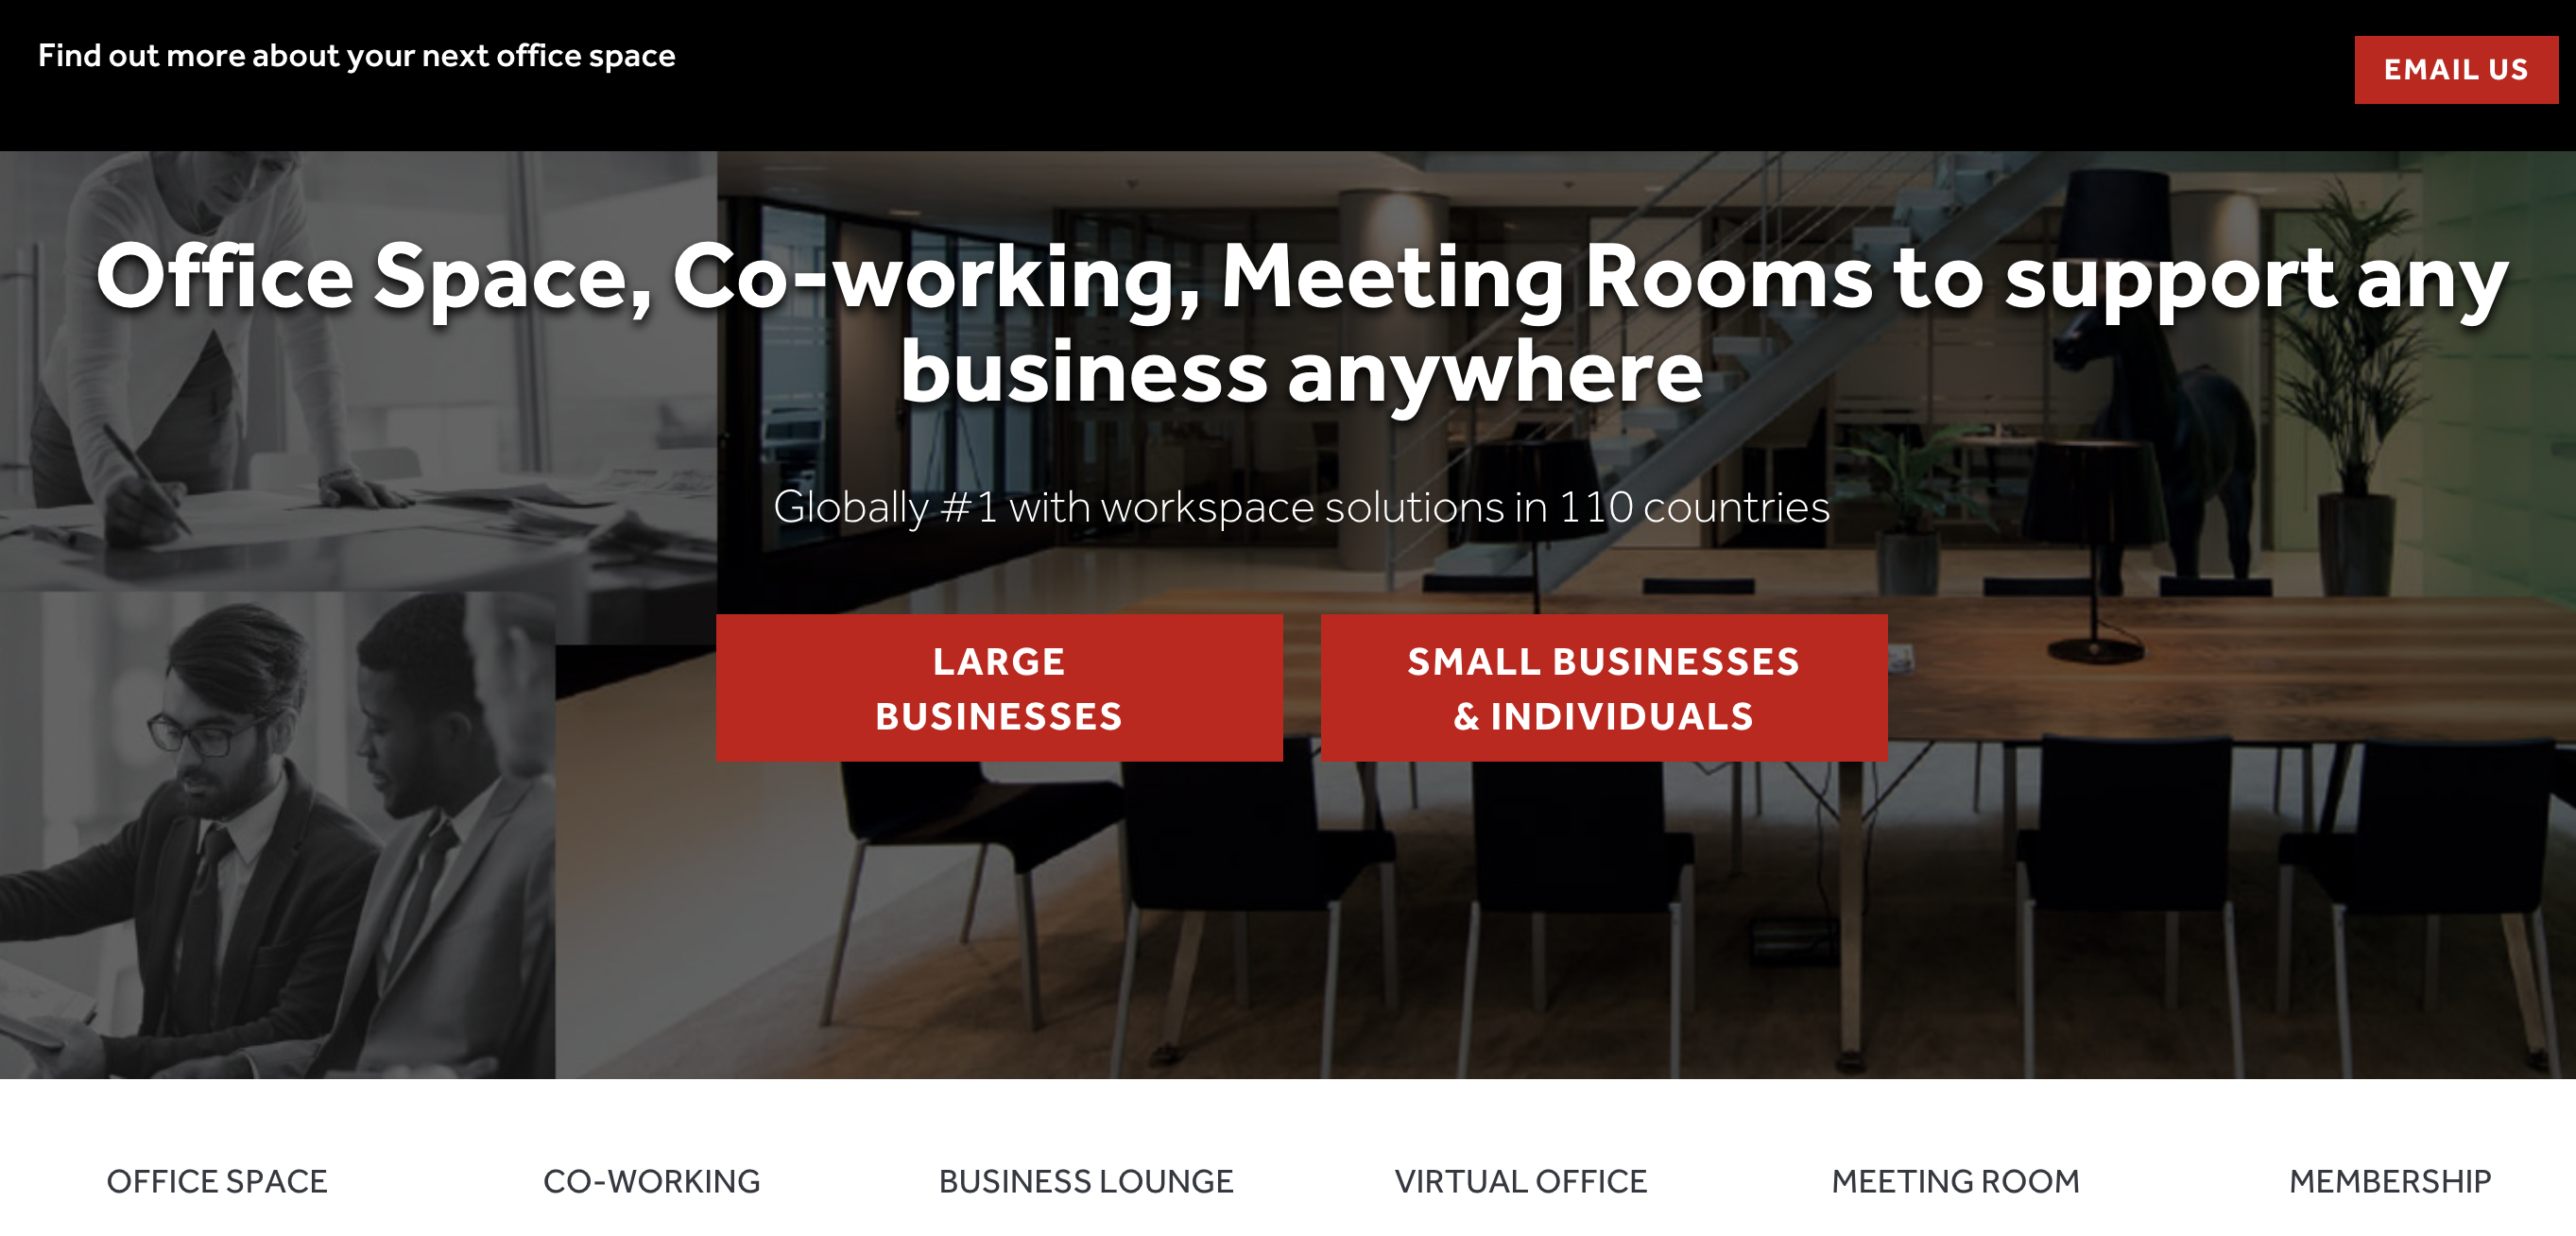 Find out more about your next office space
EMAIL US
Office Space, Co-working, Meeting Rooms to support any
business anywhere
Globally #1 with workspace solutions in 110 countries
LARGE
BUSINESSES
SMALL BUSINESSES
& INDIVIDUALS
OFFICE SPACE
CO-WORKING
BUSINESS LOUNGE
VIRTUAL OFFICE
MEETING ROOM
MEMBERSHIP